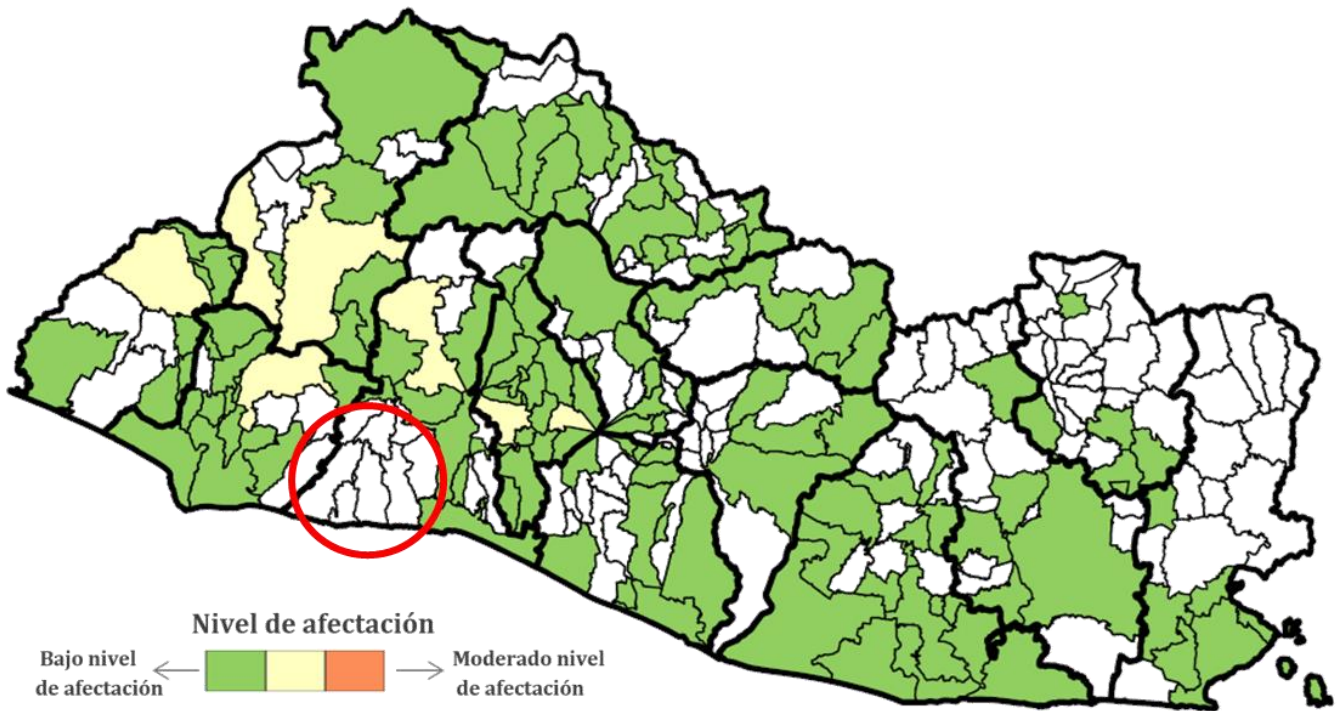 Nivel de afectación
Bajo nivel
de afectación
Moderado nivel
de afectación